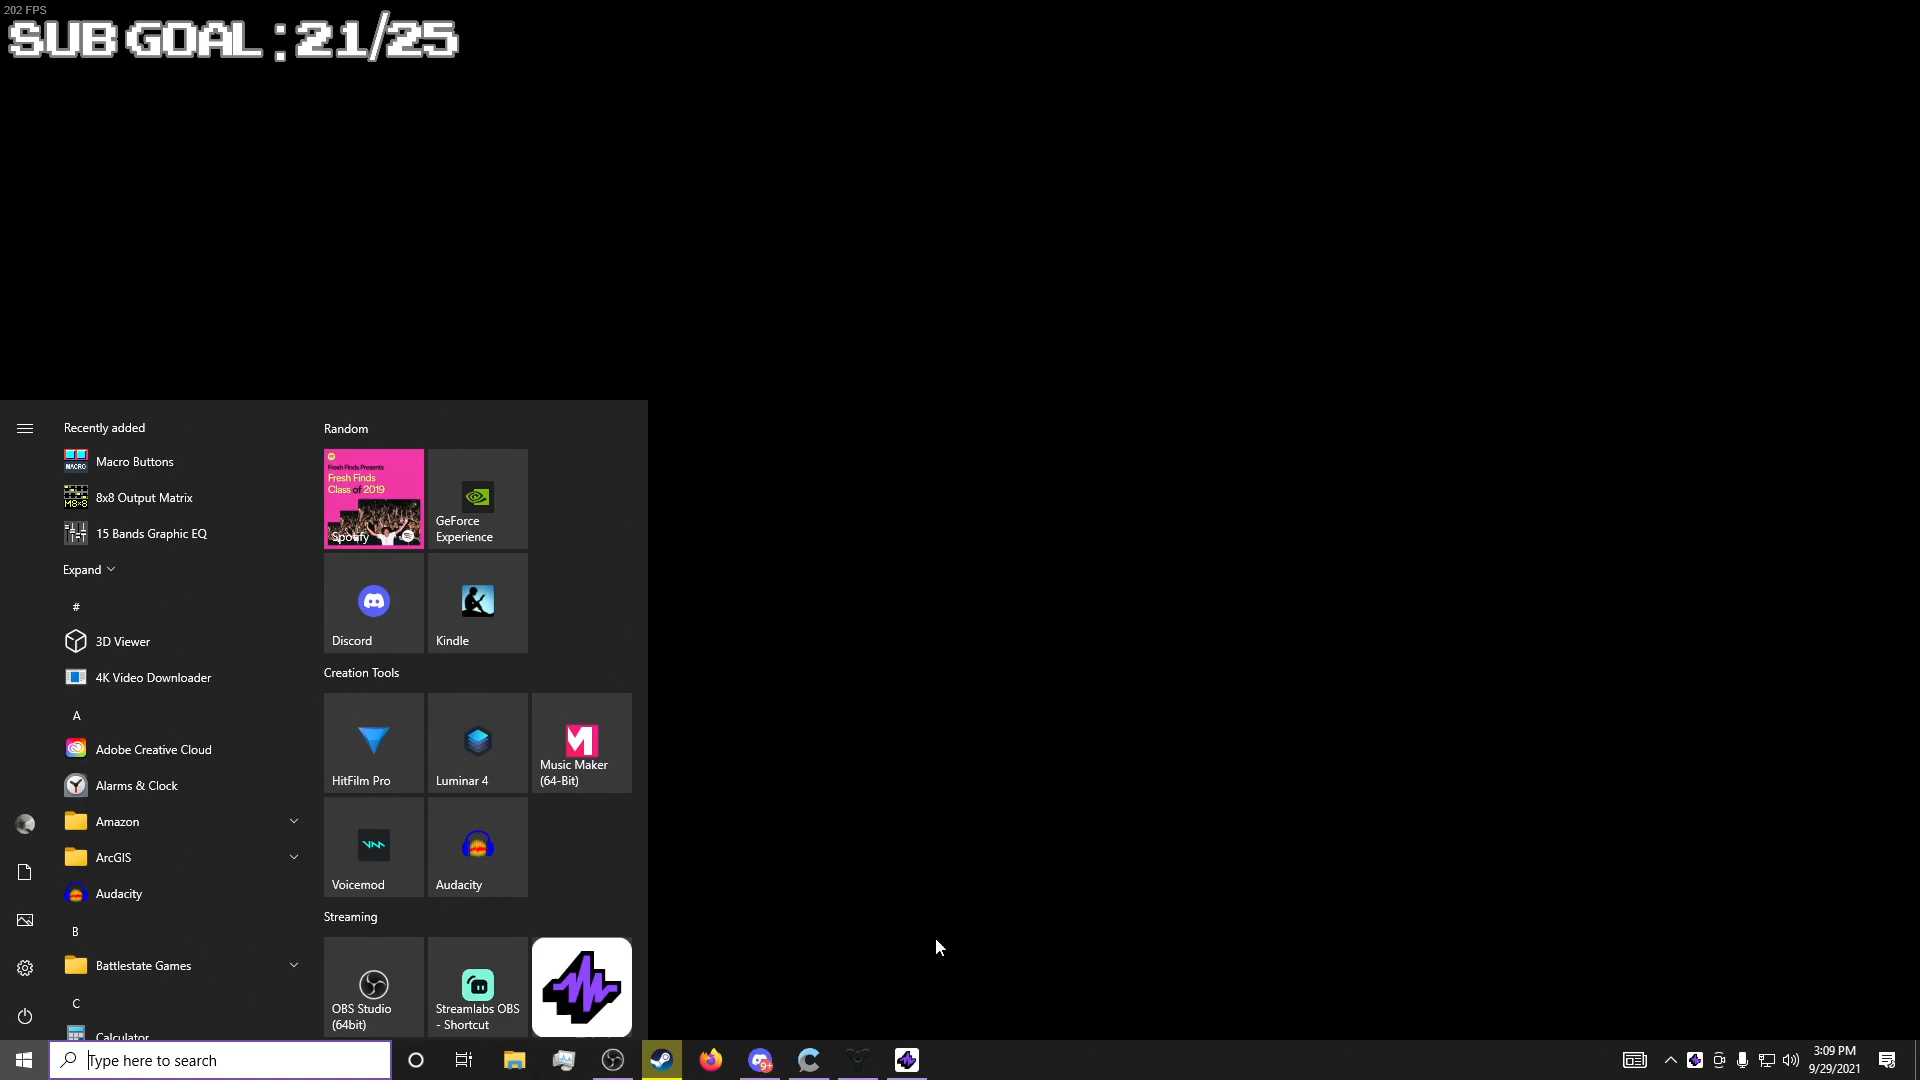 202 FPS
SUB GOAL : 21/25
Recently added
Macro Buttons
8x8 Output Matrix
15 Bands Graphic EQ
Expand
#
3D Viewer
4K Video Downloader
A
Adobe Creative Cloud
Alarms & Clock
Amazon
ArcGIS
Audacity
B
Battlestate Games
C
Calculator
Random
Fresh Finds Presents
Fresh Finds
Class of 2019
Spotify
GeForce
Experience
Discord
Kindle
Creation Tools
HitFilm Pro
Luminar 4
Music Maker
(64-Bit)
Voicemod
Audacity
Streaming
OBS Studio
(64bit)
Streamlabs OBS
- Shortcut
MACRO
M8x8
Type here to search
9+
3:09 PM
9/29/2021